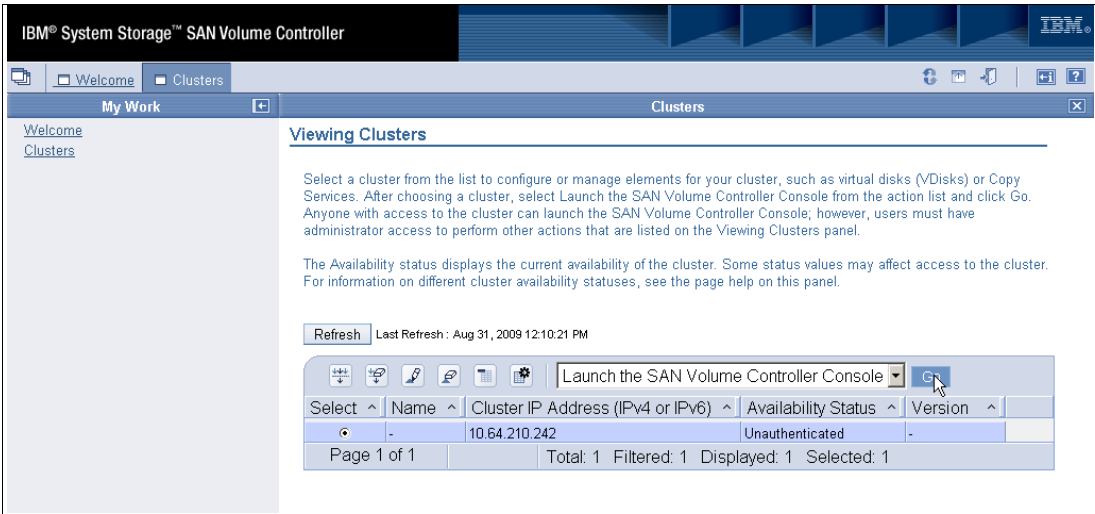 IBM® System Storage™ SAN Volume Controller
IBM®
Welcome
Clusters
My Work
Clusters
Welcome
Clusters
Viewing Clusters
Select a cluster from the list to configure or manage elements for your cluster, such as virtual disks (VDisks) or Copy
Services. After choosing a cluster, select Launch the SAN Volume Controller Console from the action list and click Go.
Anyone with access to the cluster can launch the SAN Volume Controller Console; however, users must have
administrator access to perform other actions that are listed on the Viewing Clusters panel.
The Availability status displays the current availability of the cluster. Some status values may affect access to the cluster.
For information on different cluster availability statuses, see the page help on this panel.
Refresh Last Refresh : Aug 31, 2009 12:10:21 PM
Launch the SAN Volume Controller Console Go
Select ^ Name ^ Cluster IP Address (IPv4 or IPv6) ^ Availability Status ^ Version ^
- 10.64.210.242 Unauthenticated -
Page 1 of 1 Total: 1 Filtered: 1 Displayed: 1 Selected: 1